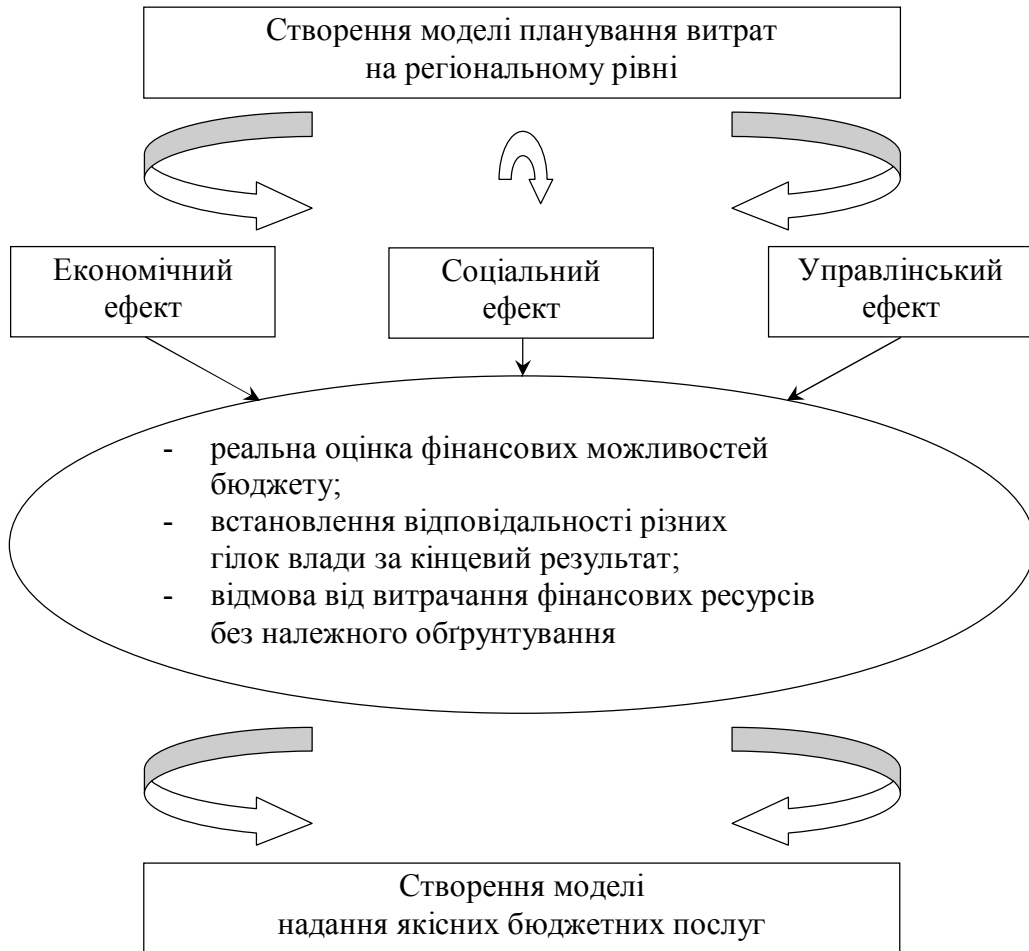 Створення моделі планування витрат
на регіональному рівні
Економічний
ефект
Соціальний
ефект
Управлінський
ефект
- реальна оцінка фінансових можливостей
бюджету;
- встановлення відповідальності різних
гілок влади за кінцевий результат;
- відмова від витрачання фінансових ресурсів
без належного обґрунтування
Створення моделі
надання якісних бюджетних послуг